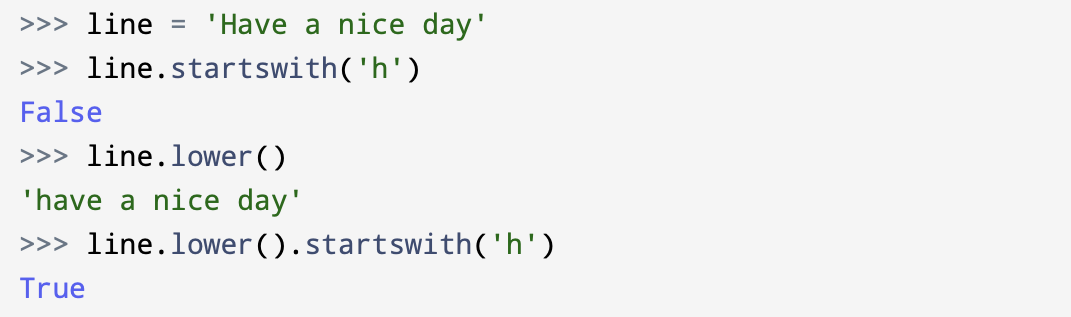 >>> line = 'Have a nice day'
>>> line.startswith('h')
False
>>> line.lower()
'have a nice day'
>>> line.lower().startswith('h')
True